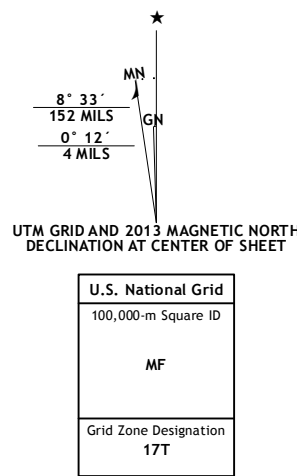 ★
MN
GN
8° 33´
152 MILS
0° 12´
4 MILS
UTM GRID AND 2013 MAGNETIC NORTH
DECLINATION AT CENTER OF SHEET
U.S. National Grid
100,000-m Square ID
MF
Grid Zone Designation
17T